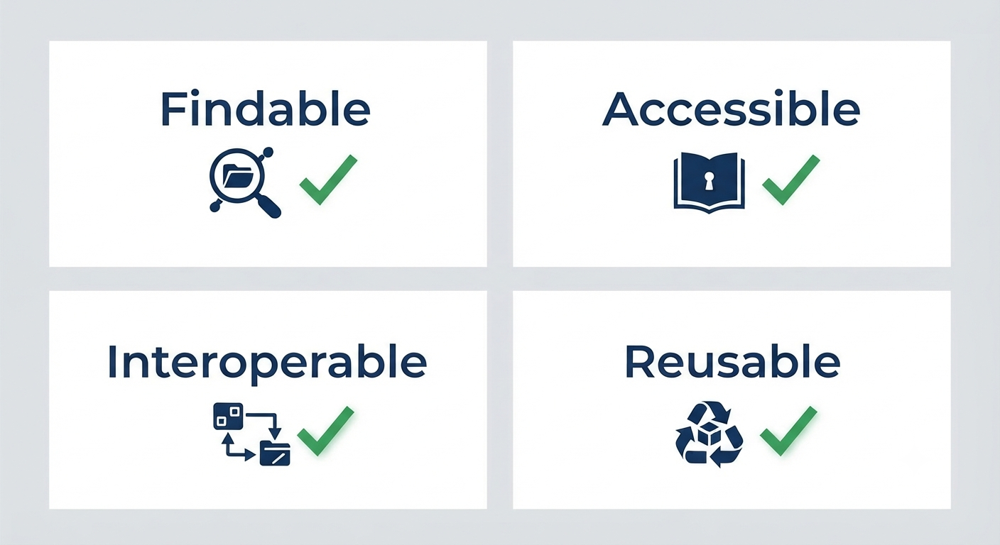 Findable
Accessible
Interoperable
Reusable